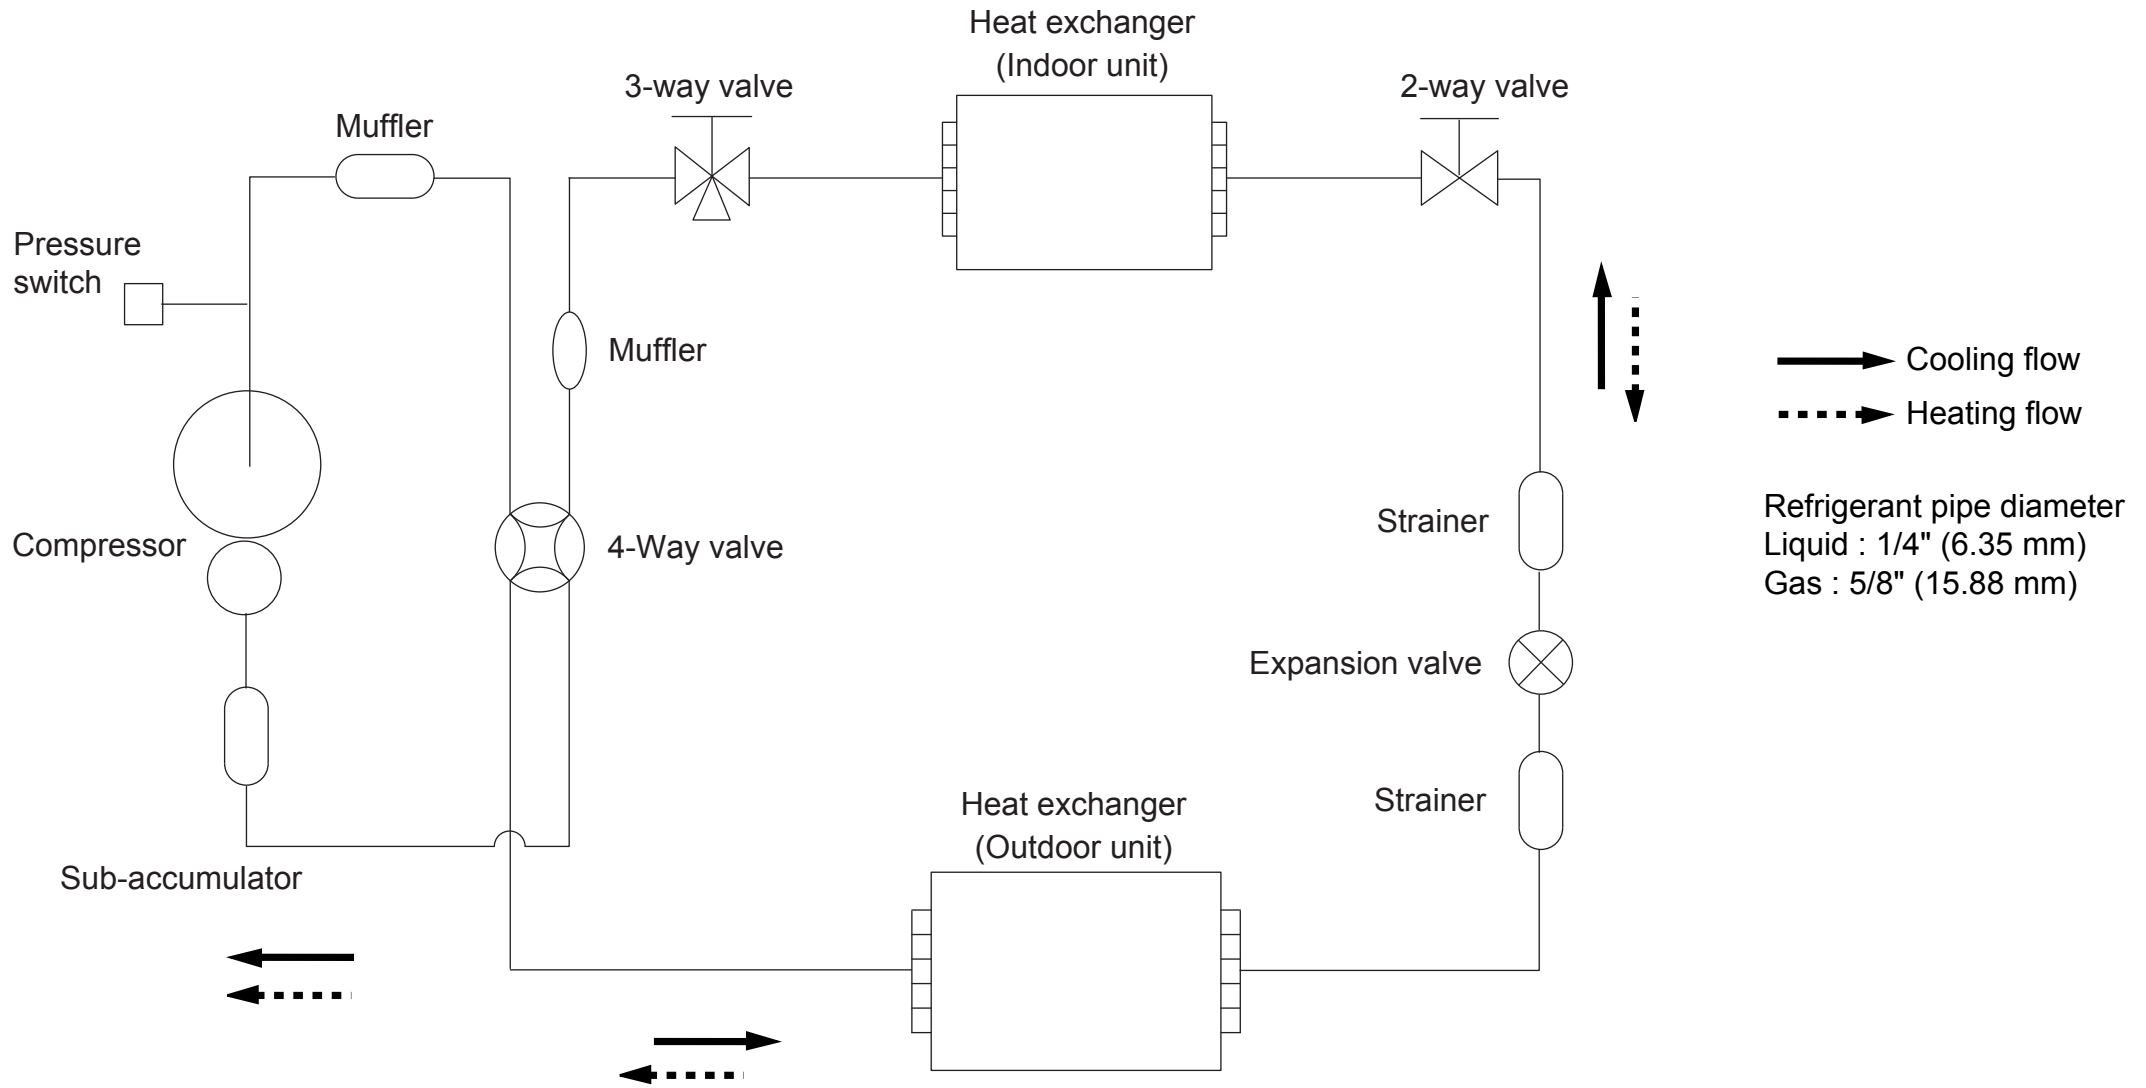 Heat exchanger
(Indoor unit)
3-way valve
2-way valve
Muffler
Pressure
switch
Muffler
Cooling flow
Heating flow
Strainer
Refrigerant pipe diameter
Liquid : 1/4" (6.35 mm)
Gas : 5/8" (15.88 mm)
Compressor
4-Way valve
Expansion valve
Strainer
Heat exchanger
(Outdoor unit)
Sub-accumulator